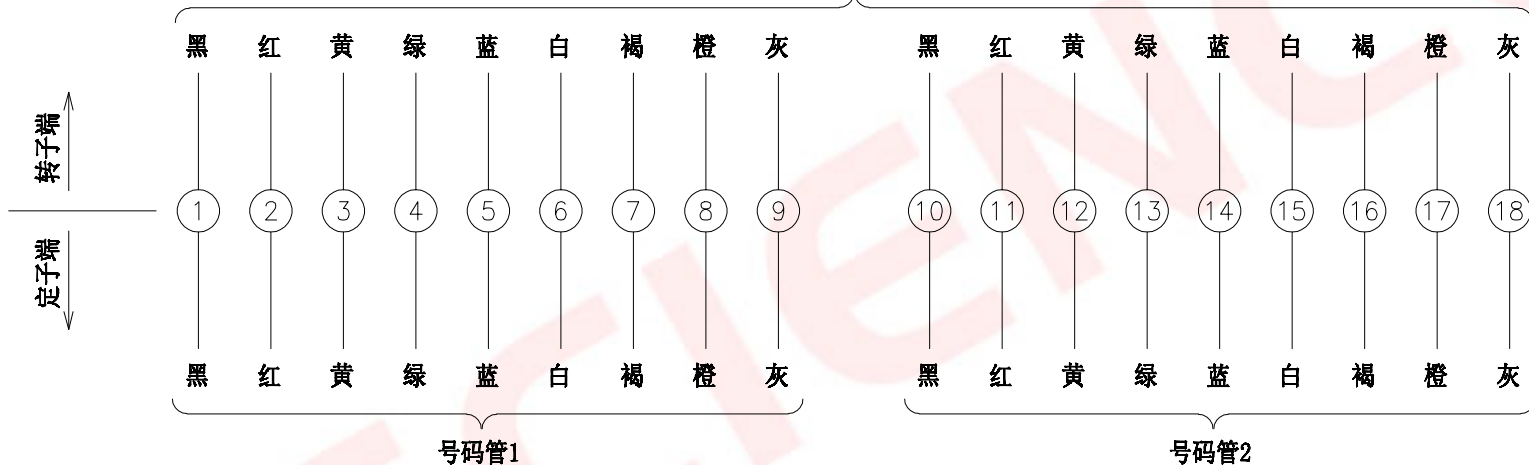 黑 红 黄 绿 蓝 白 褐 橙 灰 黑 红 黄 绿 蓝 白 褐 橙 灰
转子端
1 2 3 4 5 6 7 8 9 10 11 12 13 14 15 16 17 18
定子端
黑 红 黄 绿 蓝 白 褐 橙 灰 黑 红 黄 绿 蓝 白 褐 橙 灰
号码管1 号码管2